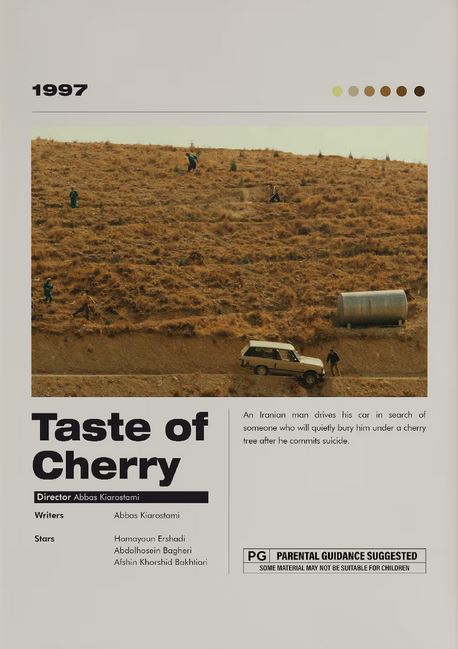 1997
Taste of
Cherry
Director Abbas Kiarostami
Writers Abbas Kiarostami
Stars Homayoun Ershadi
Abdolhosein Bagheri
Afshin Khorshid Bakhtiari
An Iranian man drives his car in search of
someone who will quietly bury him under a cherry
tree after he commits suicide.
PG PARENTAL GUIDANCE SUGGESTED
SOME MATERIAL MAY NOT BE SUITABLE FOR CHILDREN